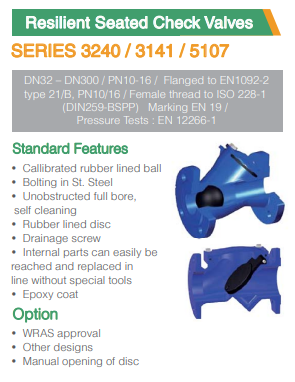 Resilient Seated Check Valves
SERIES 3240 / 3141 / 5107
DN32 – DN300 / PN10-16 / Flanged to EN1092-2
type 21/B, PN10/16 / Female thread to ISO 228-1
(DIN259-BSPP) Marking EN 19 /
Pressure Tests : EN 12266-1
Standard Features
• Callibrated rubber lined ball
• Bolting in St. Steel
• Unobstructed full bore,
self cleaning
• Rubber lined disc
• Drainage screw
• Internal parts can easily be
reached and replaced in
line without special tools
• Epoxy coat
Option
• WRAS approval
• Other designs
• Manual opening of disc